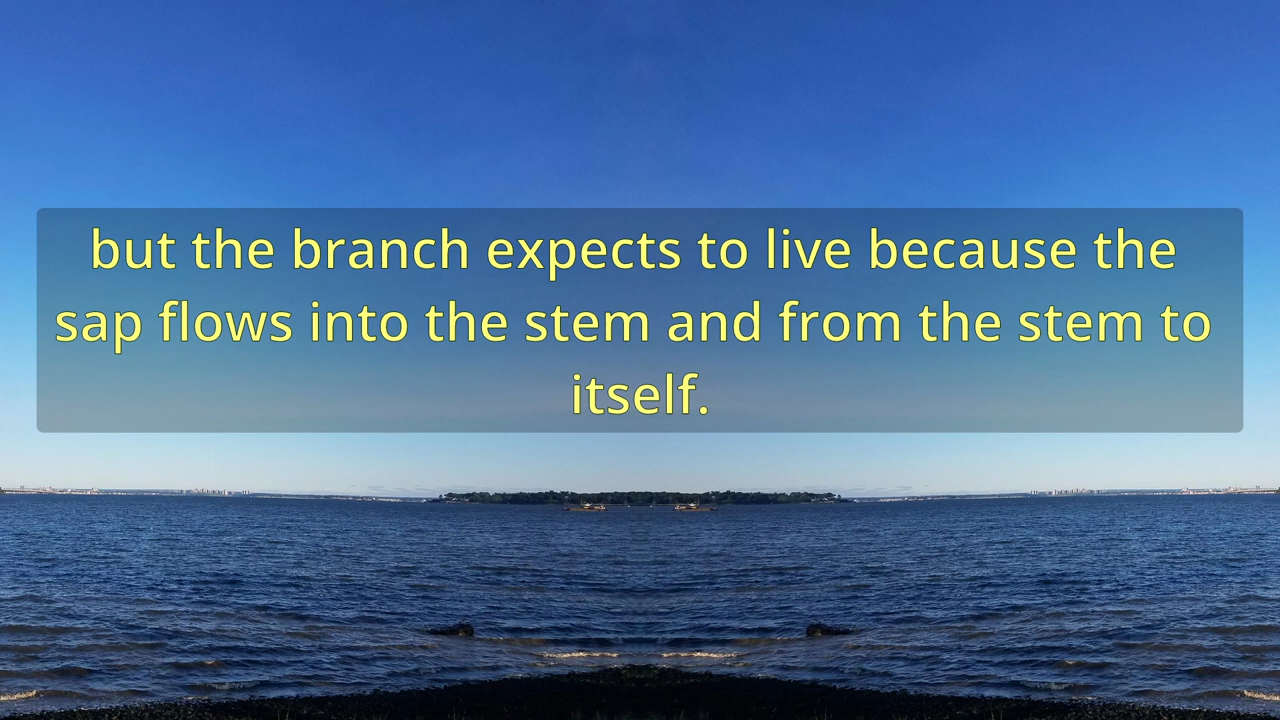 but the branch expects to live because the
sap flows into the stem and from the stem to
itself.